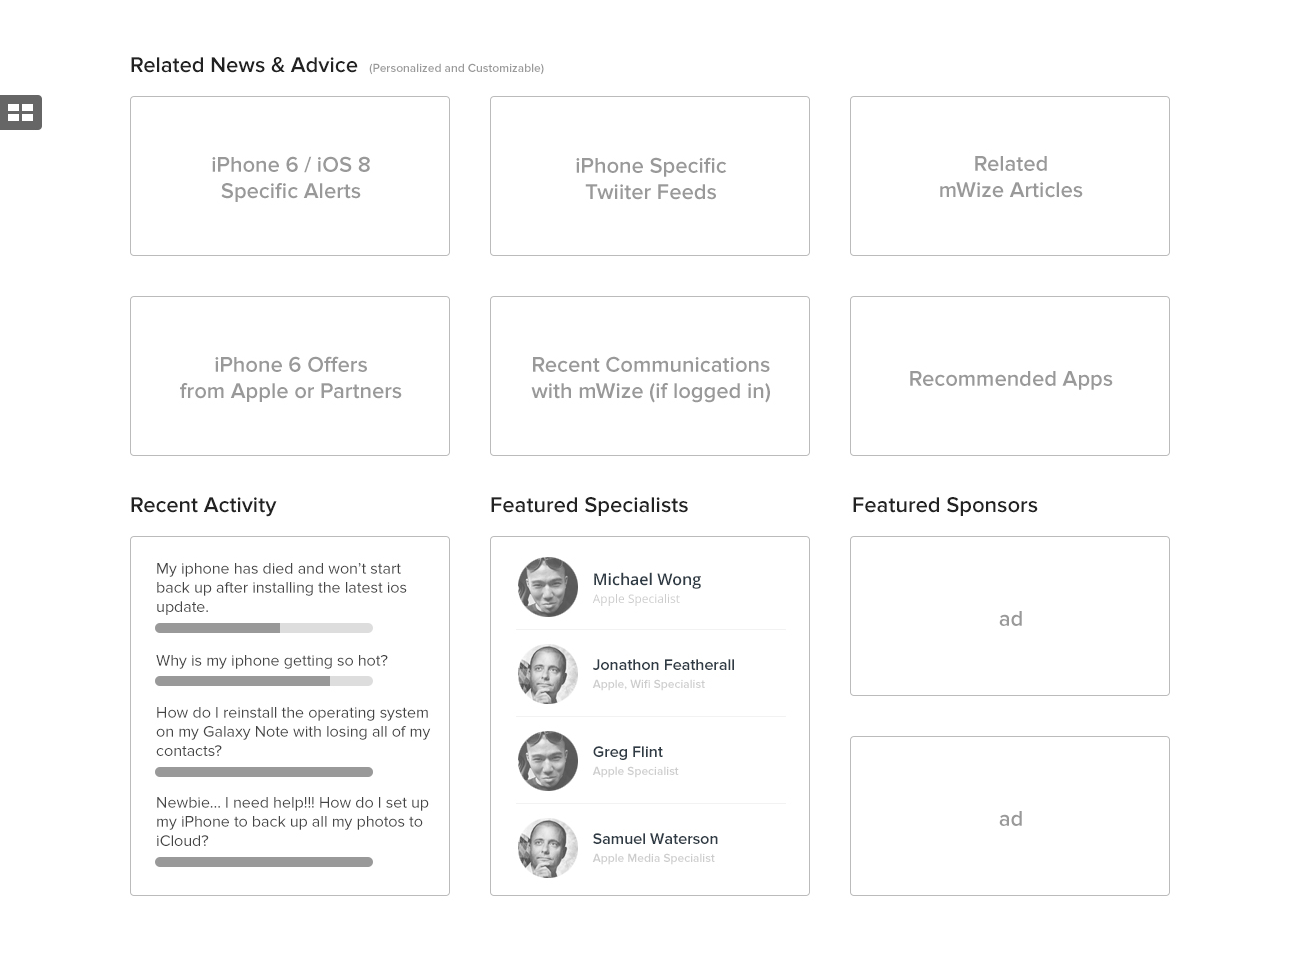 Related News & Advice (Personalized and Customizable)
iPhone 6 / iOS 8
Specific Alerts
iPhone Specific
Twiiter Feeds
Related
mWize Articles
iPhone 6 Offers
from Apple or Partners
Recent Communications
with mWize (if logged in)
Recommended Apps
Recent Activity
My iphone has died and won't start
back up after installing the latest ios
update.
Why is my iphone getting so hot?
How do I reinstall the operating system
on my Galaxy Note with losing all of my
contacts?
Newbie... I need help!!! How do I set up
my iPhone to back up all my photos to
iCloud?
Featured Specialists
Michael Wong
Apple Specialist
Jonathon Featherall
Apple, Wifi Specialist
Greg Flint
Apple Specialist
Samuel Waterson
Apple Media Specialist
Featured Sponsors
ad
ad